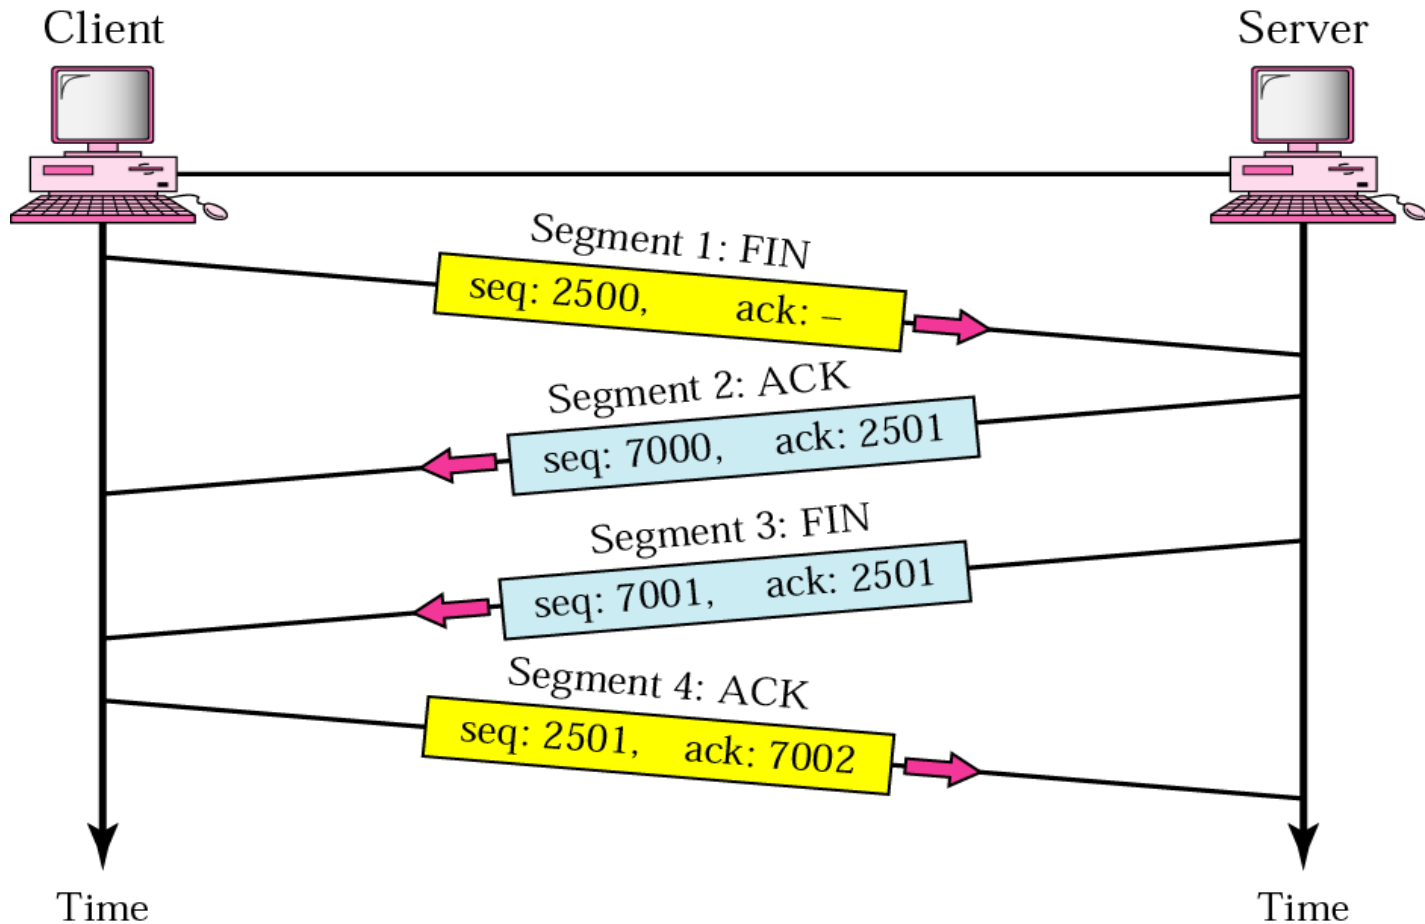 Client
Server
Segment 1: FIN
seq: 2500, ack: –
Segment 2: ACK
seq: 7000, ack: 2501
Segment 3: FIN
seq: 7001, ack: 2501
Segment 4: ACK
seq: 2501, ack: 7002
Time
Time